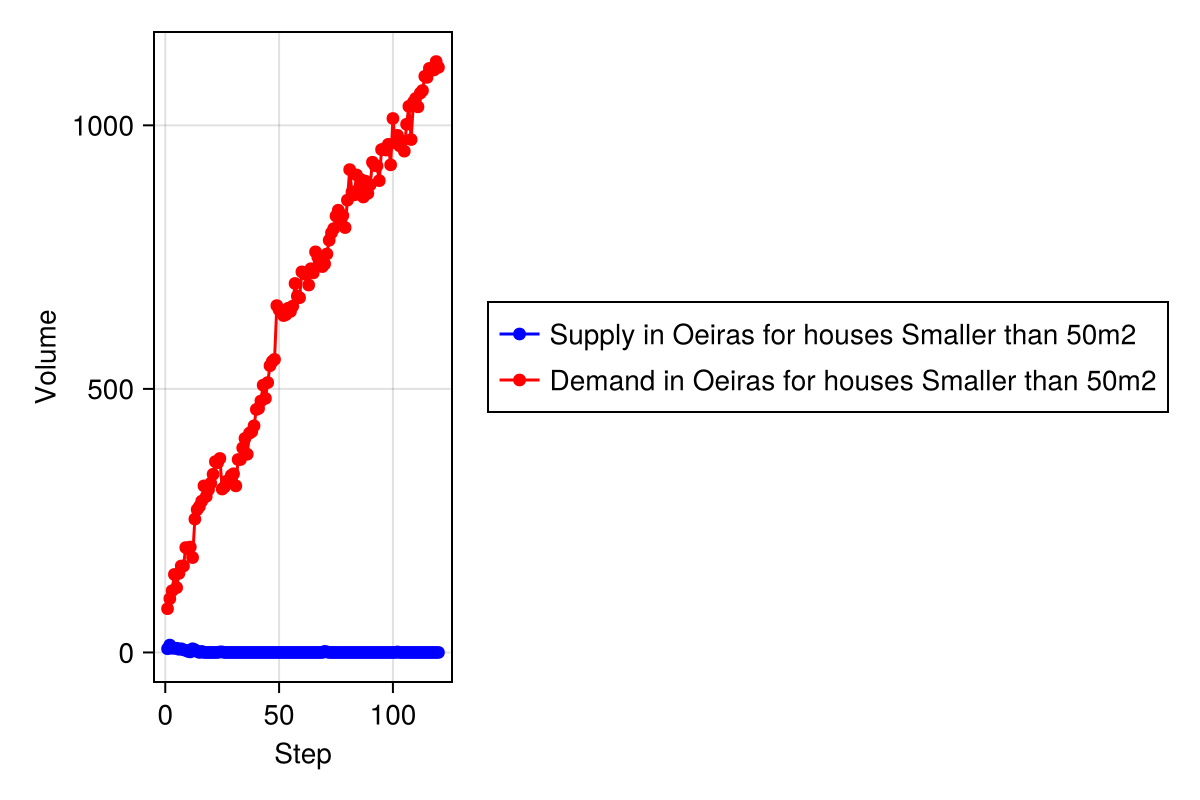 1000
500
0
Volume
0 50 100
Step
Supply in Oeiras for houses Smaller than 50m2
Demand in Oeiras for houses Smaller than 50m2